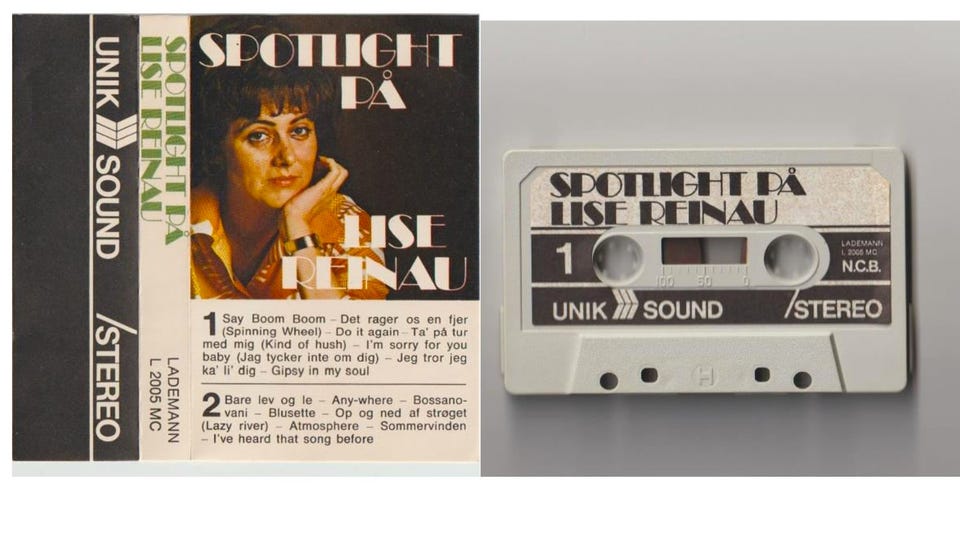 UNIK SOUND /STEREO
SPOTLIGHT PÅ
LISE REINAU
LADEMANN
L 2005 MC
SPOTLIGHT
PÅ
LISE
REINAU
1 Say Boom Boom – Det rager os en fjer
(Spinning Wheel) – Do it again – Ta' på tur
med mig (Kind of hush) – I'm sorry for you
baby (Jag tycker inte om dig) – Jeg tror jeg
ka' li' dig – Gipsy in my soul
2 Bare lev og le – Any-where – Bossano-
vani – Blusette – Op og ned af strøget
(Lazy river) – Atmosphere – Sommervinden
– I've heard that song before
SPOTLIGHT PÅ
LISE REINAU
1
LADEMANN
L 2005 MC
N.C.B.
100 50 0
UNIK SOUND /STEREO
H